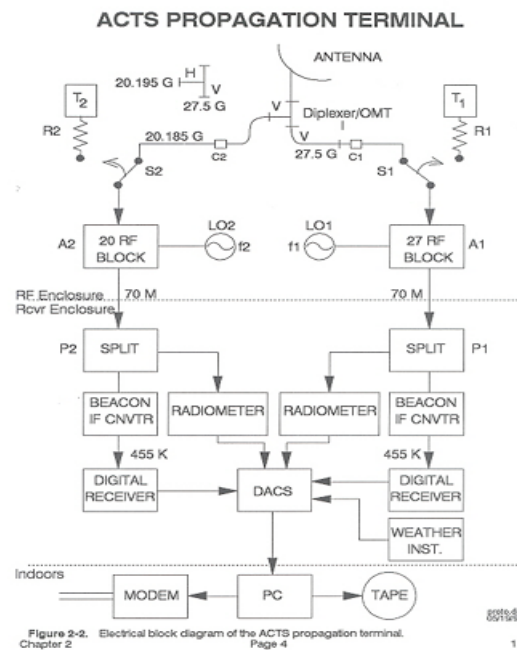 ACTS PROPAGATION TERMINAL
ANTENNA
T2
H
20.195 G
V
27.5 G
T1
R2
Diplexer/OMT
R1
20.185 G
V
27.5 G
C2
C1
S2
S1
LO2
LO1
A2
20 RF
BLOCK
f2
f1
27 RF
BLOCK
A1
RF Enclosure
70 M
70 M
Rcvr Enclosure
P2
SPLIT
SPLIT
P1
BEACON
IF CNVTR
RADIOMETER
RADIOMETER
BEACON
IF CNVTR
455 K
455 K
DIGITAL
RECEIVER
DACS
DIGITAL
RECEIVER
WEATHER
INST.
Indoors
MODEM
PC
TAPE
Figure 2-2. Electrical block diagram of the ACTS propagation terminal.
Chapter 2
Page 4
1